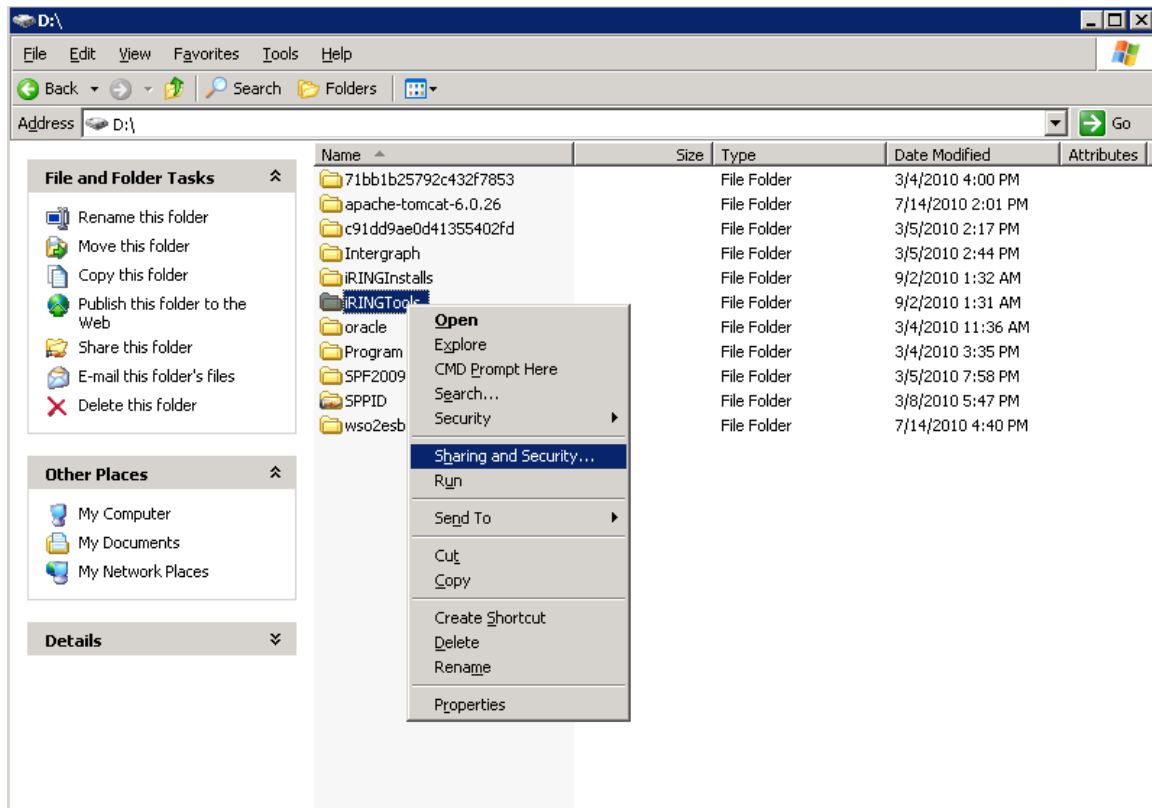 D:\
File Edit View Favorites Tools Help
Back Search Folders
Address D:\ Go
File and Folder Tasks
Rename this folder
Move this folder
Copy this folder
Publish this folder to the
Web
Share this folder
E-mail this folder's files
Delete this folder
Other Places
My Computer
My Documents
My Network Places
Details
Name Size Type Date Modified Attributes
71bb1b25792c432f7853 File Folder 3/4/2010 4:00 PM
apache-tomcat-6.0.26 File Folder 7/14/2010 2:01 PM
c91dd9ae0d41355402fd File Folder 3/5/2010 2:17 PM
Intergraph File Folder 3/5/2010 2:44 PM
iRINGInstalls File Folder 9/2/2010 1:32 AM
iRINGTools File Folder 9/2/2010 1:31 AM
oracle File Folder 3/4/2010 11:36 AM
Program File Folder 3/4/2010 3:35 PM
SPF2009 File Folder 3/5/2010 7:58 PM
SPPID File Folder 3/8/2010 5:47 PM
wso2esb File Folder 7/14/2010 4:40 PM
Open
Explore
CMD Prompt Here
Search...
Security
Sharing and Security...
Run
Send To
Cut
Copy
Create Shortcut
Delete
Rename
Properties